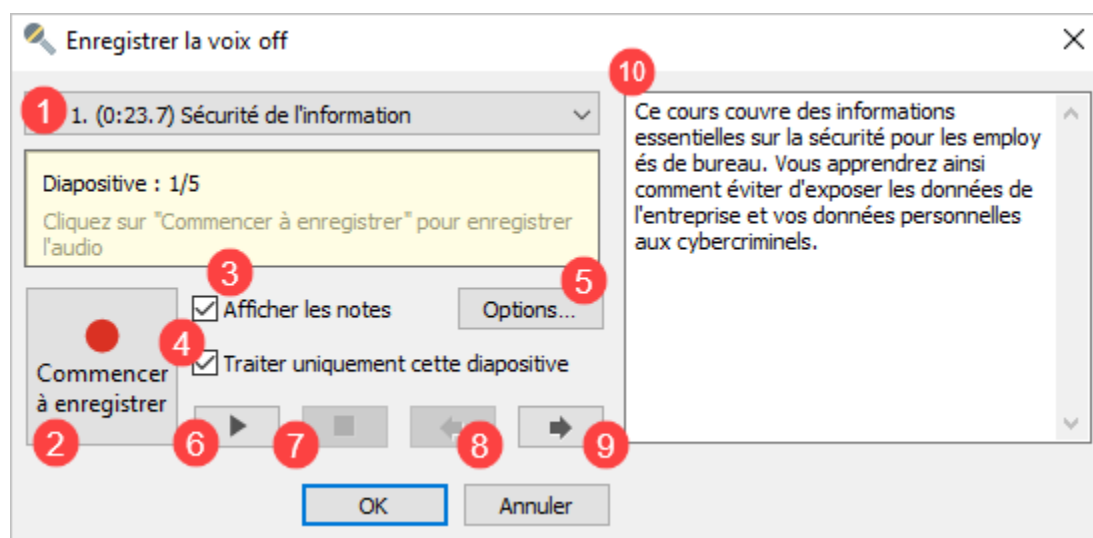 Enregistrer la voix off
10
1 1. (0:23.7) Sécurité de l'information
Ce cours couvre des informations
essentielles sur la sécurité pour les employ
és de bureau. Vous apprendrez ainsi
comment éviter d'exposer les données de
l'entreprise et vos données personnelles
aux cybercriminels.
Diapositive : 1/5
Cliquez sur "Commencer à enregistrer" pour enregistrer
l'audio
3
5
Afficher les notes
Options...
4
Traiter uniquement cette diapositive
Commencer
à enregistrer
2
6
7
8
9
OK
Annuler